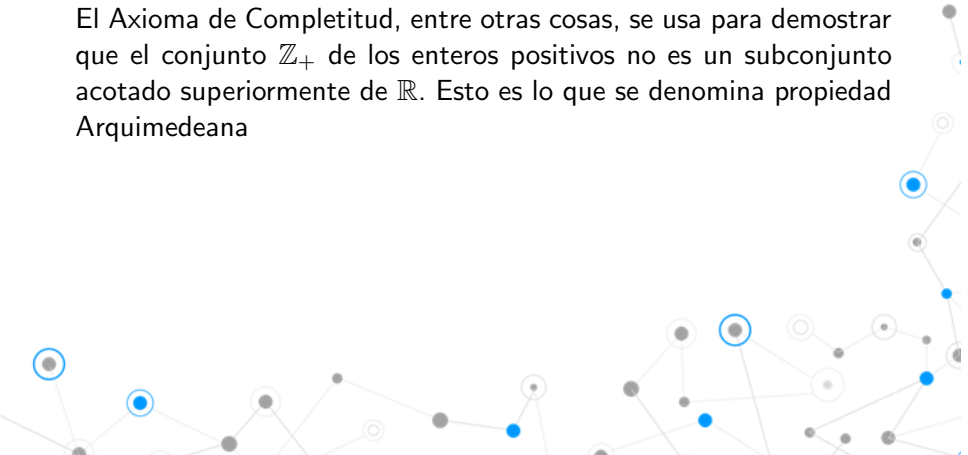 El Axioma de Completitud, entre otras cosas, se usa para demostrar
que el conjunto ℤ₊ de los enteros positivos no es un subconjunto
acotado superiormente de ℝ. Esto es lo que se denomina propiedad
Arquimedeana